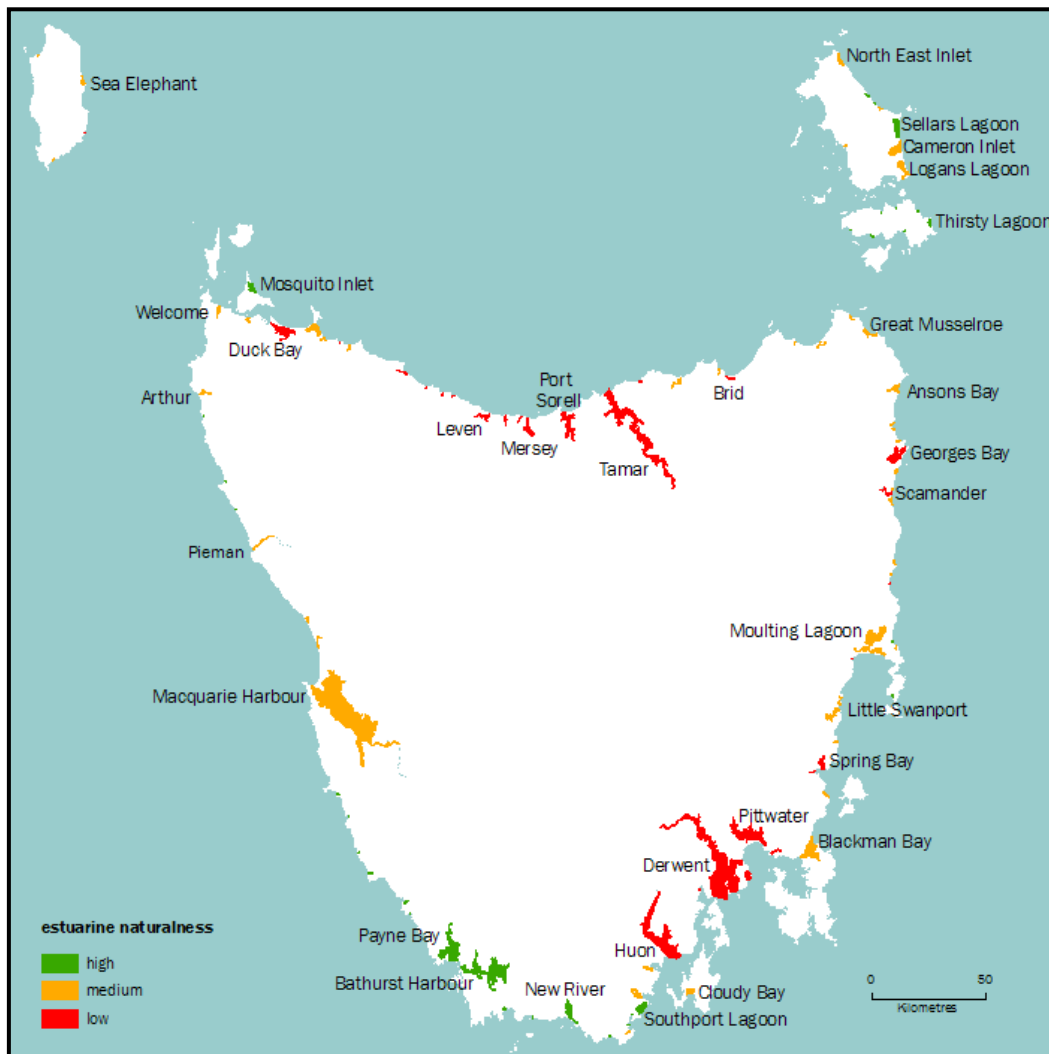 North East Inlet
Sea Elephant
Sellars Lagoon
Cameron Inlet
Logans Lagoon
Thirsty Lagoon
Mosquito Inlet
Welcome
Great Musselroe
Duck Bay
Port
Sorell
Brid
Ansons Bay
Arthur
Leven
Mersey
Georges Bay
Tamar
Scamander
Pieman
Moulting Lagoon
Macquarie Harbour
Little Swanport
Spring Bay
Pittwater
Blackman Bay
Derwent
estuarine naturalness
high
medium
low
Payne Bay
Huon
Bathurst Harbour
New River
Cloudy Bay
Southport Lagoon
0 50
Kilometres